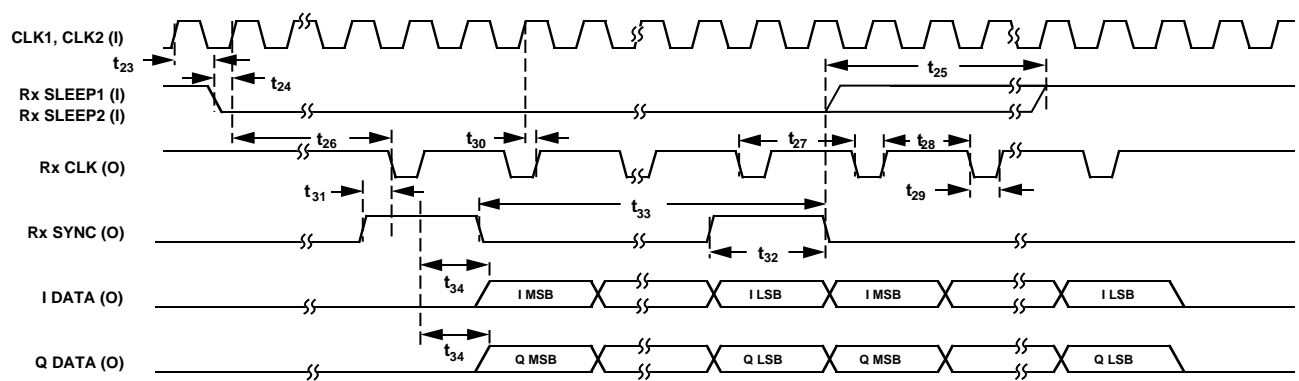 CLK1, CLK2 (I)
t23
t24
t25
Rx SLEEP1 (I)
Rx SLEEP2 (I)
t26
t30
t27
t28
Rx CLK (O)
t31
t29
t33
Rx SYNC (O)
t32
t34
I DATA (O)
I MSB
I LSB
I MSB
I LSB
t34
Q DATA (O)
Q MSB
Q LSB
Q MSB
Q LSB